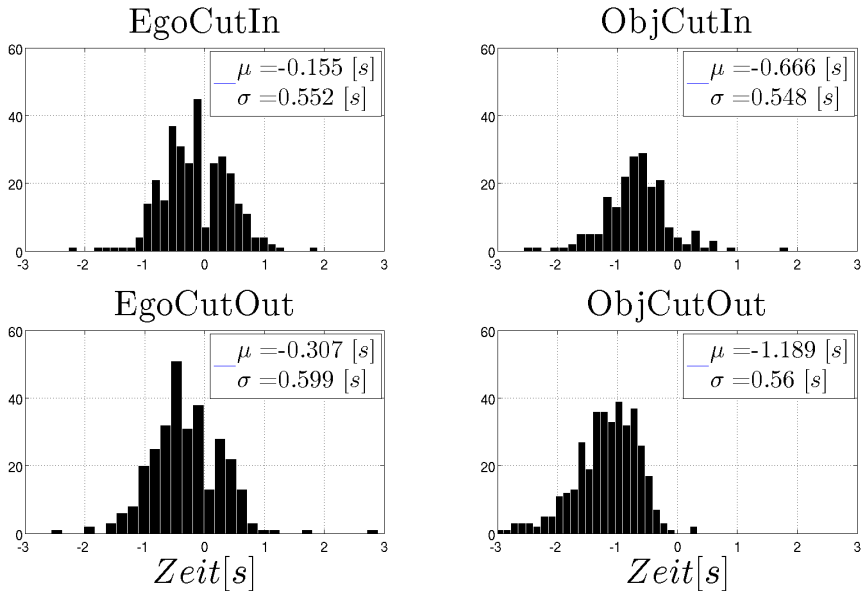 EgoCutIn
60
40
20
0
-3 -2 -1 0 1 2 3
μ =-0.155 [s]
σ =0.552 [s]
ObjCutIn
60
40
20
0
-3 -2 -1 0 1 2 3
μ =-0.666 [s]
σ =0.548 [s]
EgoCutOut
60
40
20
0
-3 -2 -1 0 1 2 3
μ =-0.307 [s]
σ =0.599 [s]
Zeit[s]
ObjCutOut
60
40
20
0
-3 -2 -1 0 1 2 3
μ =-1.189 [s]
σ =0.56 [s]
Zeit[s]